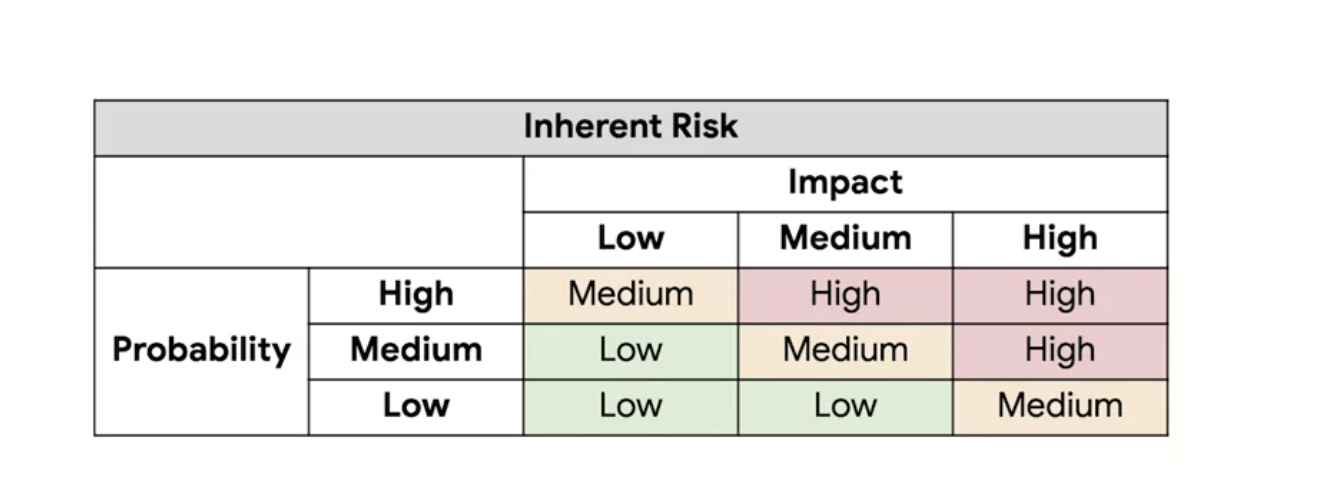 Inherent Risk
Impact
Low Medium High
High Medium High High
Probability Medium Low Medium High
Low Low Low Medium